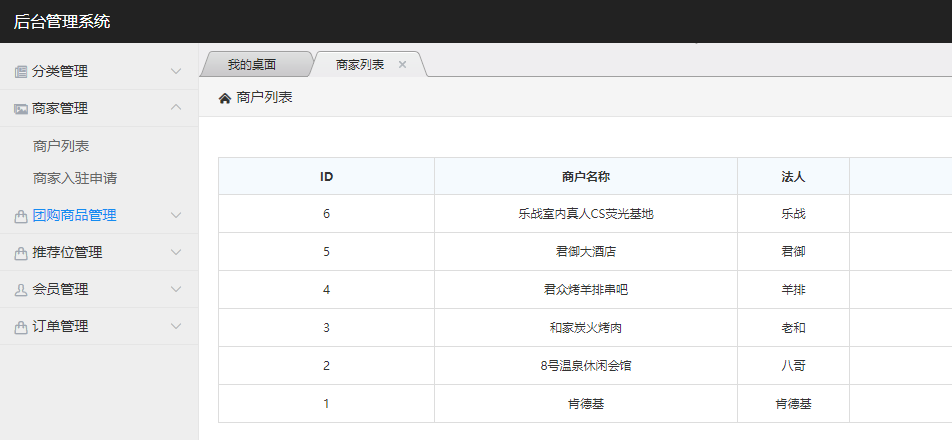 后台管理系统
分类管理
商家管理
商户列表
商家入驻申请
团购商品管理
推荐位管理
会员管理
订单管理
我的桌面 商家列表
商户列表
ID 商户名称 法人
6 乐战室内真人CS荧光基地 乐战
5 君御大酒店 君御
4 君众烤羊排串吧 羊排
3 和家炭火烤肉 老和
2 8号温泉休闲会馆 八哥
1 肯德基 肯德基